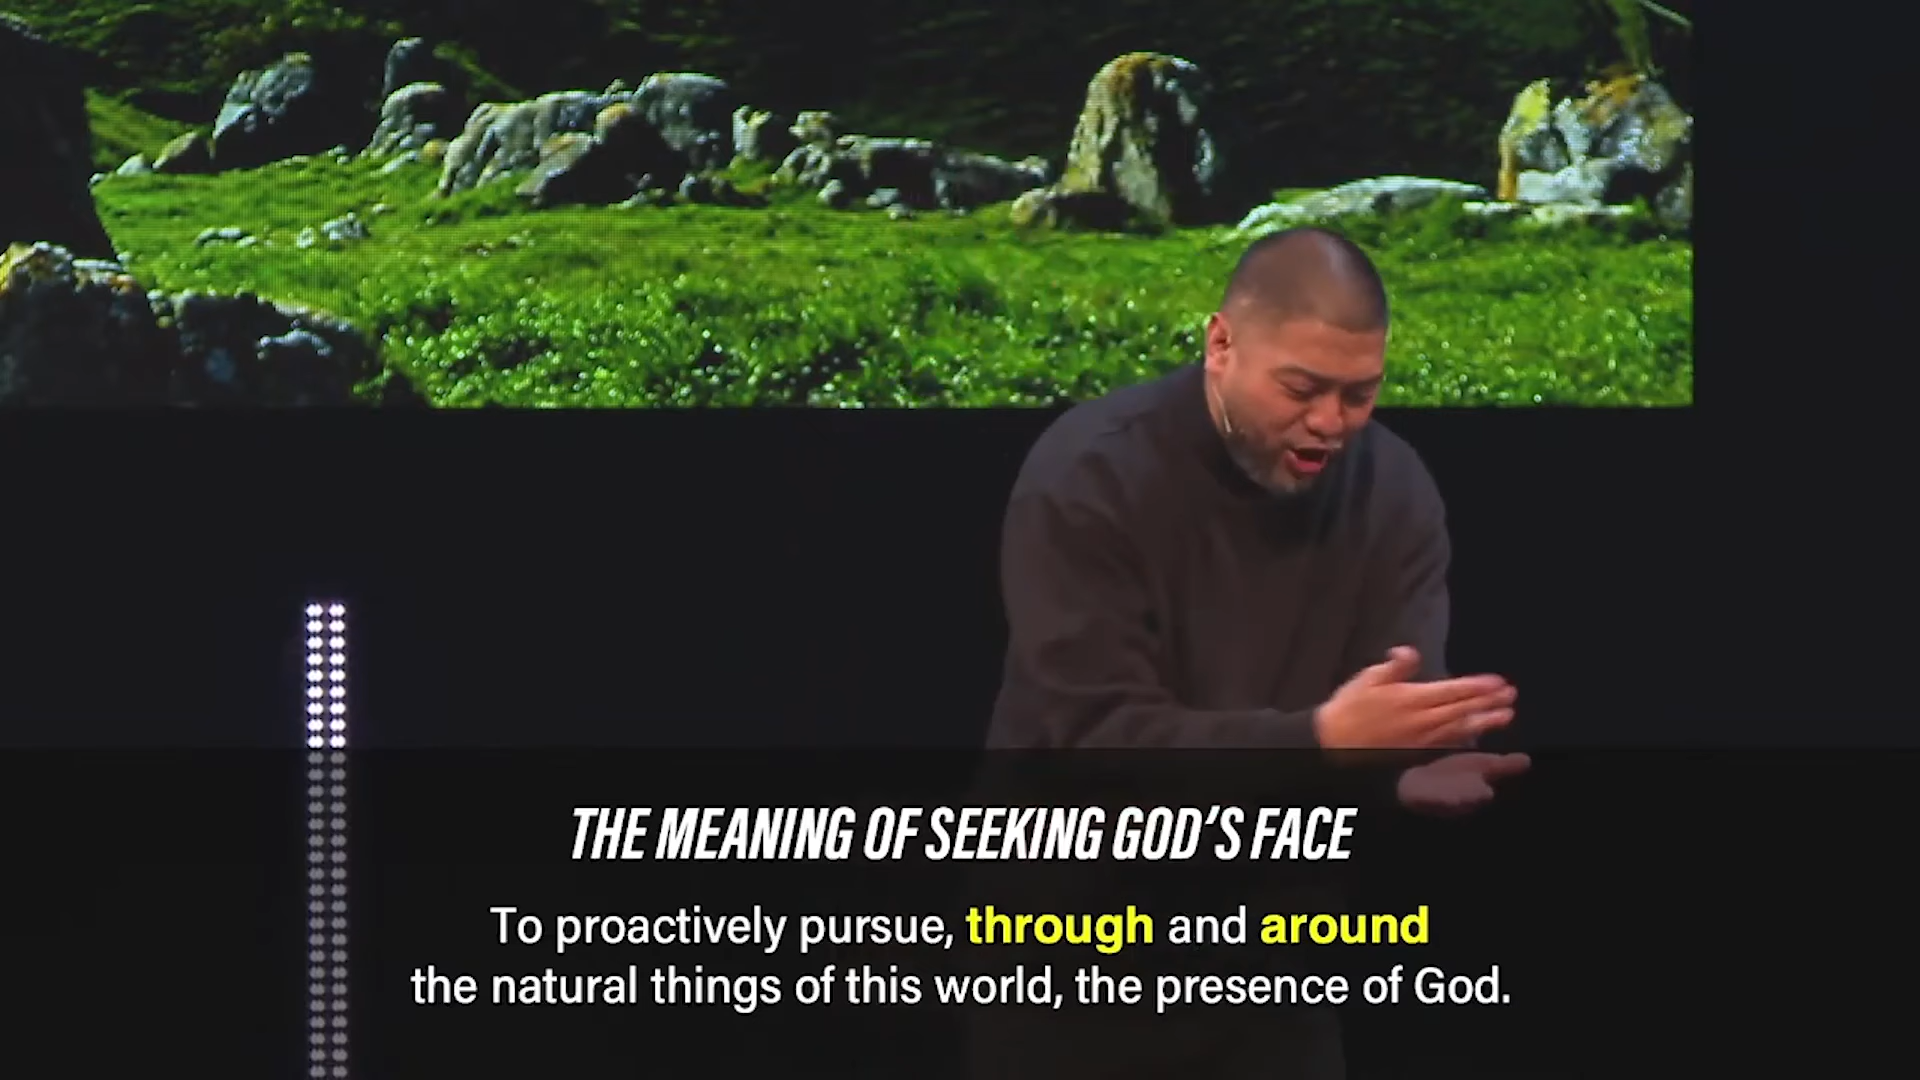 THE MEANING OF SEEKING GOD'S FACE
To proactively pursue, through and around
the natural things of this world, the presence of God.